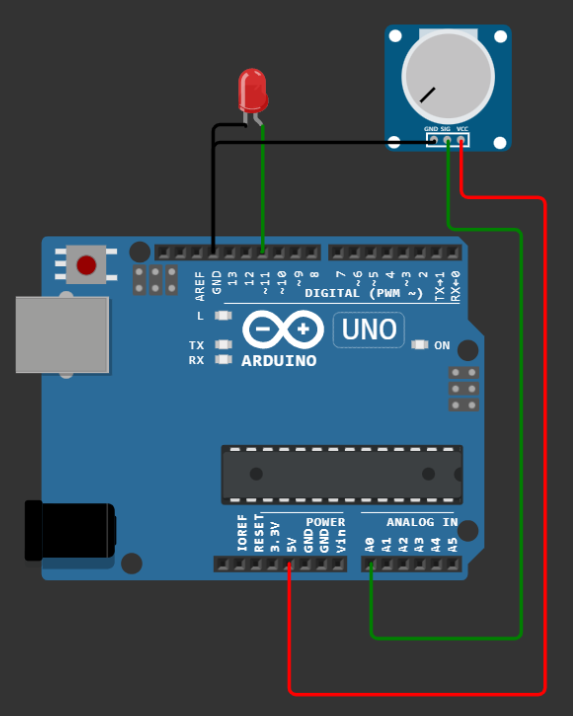 GND SIG VCC
AREF
GND
13
12
~11
~10
~9
8
7
~6
~5
4
~3
2
TX→1
RX←0
DIGITAL (PWM ~)
L
UNO
TX
RX
ON
ARDUINO
POWER
ANALOG IN
IOREF
RESET
3.3V
5V
GND
GND
Vin
A0
A1
A2
A3
A4
A5